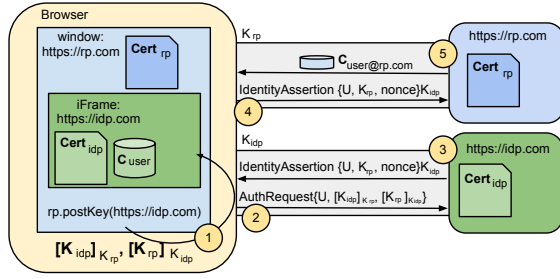 Browser
window:
https://rp.com
Cert rp
iFrame:
https://idp.com
Cert idp
C user
rp.postKey(https://idp.com)
1
[K idp] K rp, [K rp] K idp
K rp
C user@rp.com
IdentityAssertion {U, K rp, nonce}K idp
4
K idp
IdentityAssertion {U, K rp, nonce}K idp
AuthRequest{U, [K idp] K rp, [K rp] K idp}
2
https://rp.com
5
Cert rp
3
https://idp.com
Cert idp